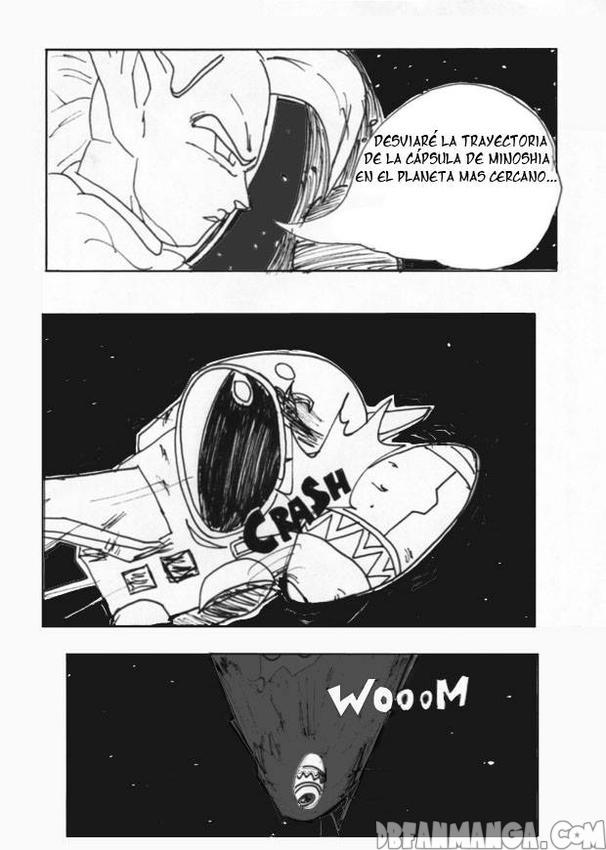 DESVIARÉ LA TRAYECTORIA
DE LA CÁPSULA DE MINOSHIA
EN EL PLANETA MAS CERCANO...
CRASH
WOOOM
DBFANMANGA.COM